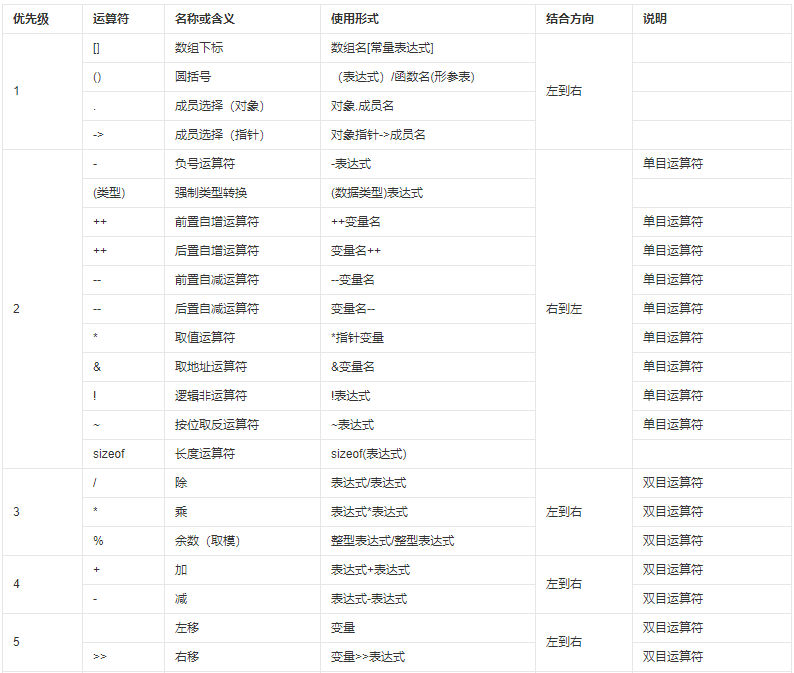 优先级 运算符 名称或含义 使用形式 结合方向 说明
1 [] 数组下标 数组名[常量表达式] 左到右
() 圆括号 （表达式）/函数名(形参表)
. 成员选择（对象） 对象.成员名
-> 成员选择（指针） 对象指针->成员名
2 - 负号运算符 -表达式 右到左 单目运算符
(类型) 强制类型转换 (数据类型)表达式
++ 前置自增运算符 ++变量名 单目运算符
++ 后置自增运算符 变量名++ 单目运算符
-- 前置自减运算符 --变量名 单目运算符
-- 后置自减运算符 变量名-- 单目运算符
* 取值运算符 *指针变量 单目运算符
& 取地址运算符 &变量名 单目运算符
! 逻辑非运算符 !表达式 单目运算符
~ 按位取反运算符 ~表达式 单目运算符
sizeof 长度运算符 sizeof(表达式)
3 / 除 表达式/表达式 左到右 双目运算符
* 乘 表达式*表达式 双目运算符
% 余数（取模） 整型表达式/整型表达式 双目运算符
4 + 加 表达式+表达式 左到右 双目运算符
- 减 表达式-表达式 双目运算符
5 左移 变量 左到右 双目运算符
>> 右移 变量>>表达式 双目运算符